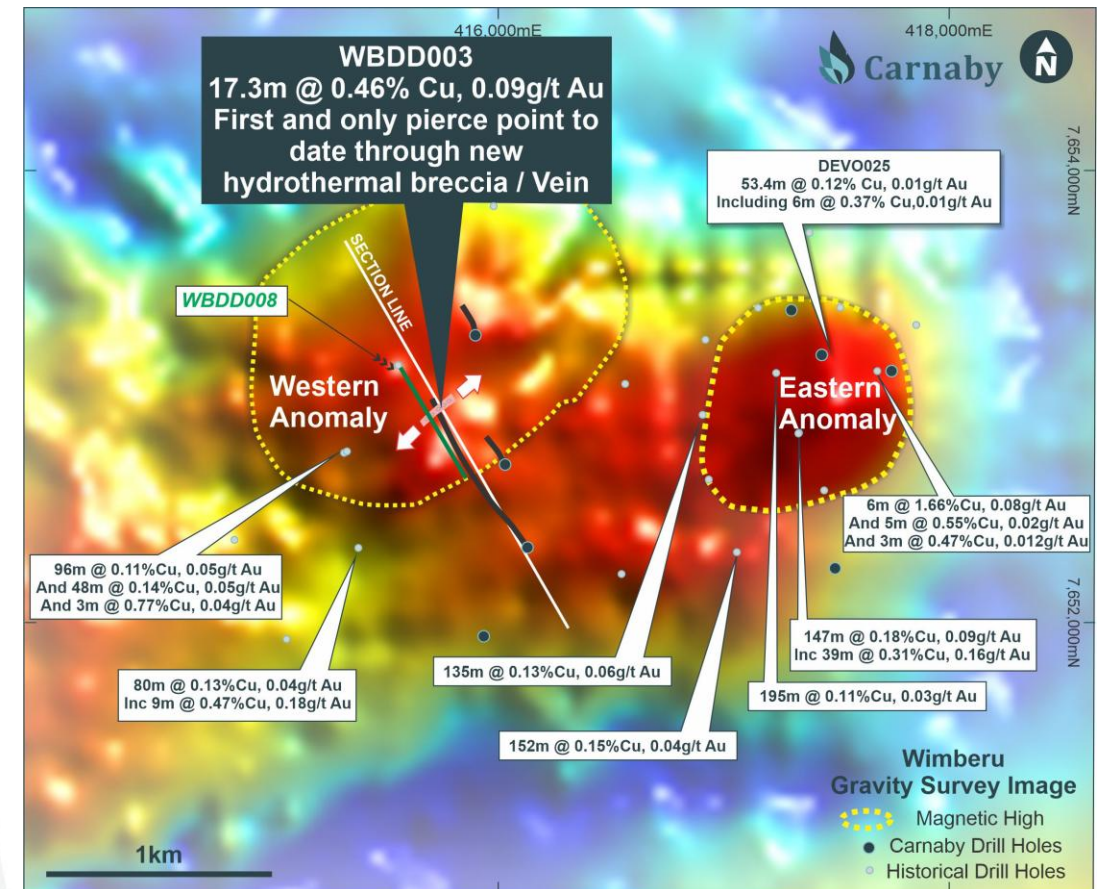 416,000mE
418,000mE
Carnaby
N
WBDD003
17.3m @ 0.46% Cu, 0.09g/t Au
First and only pierce point to
date through new
hydrothermal breccia / Vein
7,654,000mN
DEVO025
53.4m @ 0.12% Cu, 0.01g/t Au
Including 6m @ 0.37% Cu,0.01g/t Au
SECTION LINE
WBDD008
Western
Anomaly
Eastern
Anomaly
6m @ 1.66%Cu, 0.08g/t Au
And 5m @ 0.55%Cu, 0.02g/t Au
And 3m @ 0.47%Cu, 0.012g/t Au
96m @ 0.11%Cu, 0.05g/t Au
And 48m @ 0.14%Cu, 0.05g/t Au
And 3m @ 0.77%Cu, 0.04g/t Au
7,652,000mN
147m @ 0.18%Cu, 0.09g/t Au
Inc 39m @ 0.31%Cu, 0.16g/t Au
80m @ 0.13%Cu, 0.04g/t Au
Inc 9m @ 0.47%Cu, 0.18g/t Au
135m @ 0.13%Cu, 0.06g/t Au
195m @ 0.11%Cu, 0.03g/t Au
152m @ 0.15%Cu, 0.04g/t Au
Wimberu
Gravity Survey Image
Magnetic High
Carnaby Drill Holes
Historical Drill Holes
1km